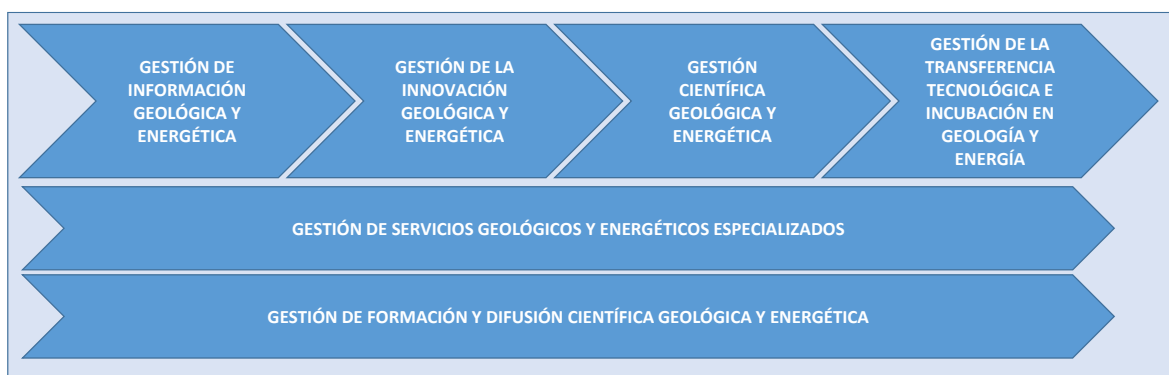 GESTIÓN DE
INFORMACIÓN
GEOLÓGICA Y
ENERGÉTICA
GESTIÓN DE LA
INNOVACIÓN
GEOLÓGICA Y
ENERGÉTICA
GESTIÓN
CIENTÍFICA
GEOLÓGICA Y
ENERGÉTICA
GESTIÓN DE LA
TRANSFERENCIA
TECNOLÓGICA E
INCUBACIÓN EN
GEOLOGÍA Y
ENERGÍA
GESTIÓN DE SERVICIOS GEOLÓGICOS Y ENERGÉTICOS ESPECIALIZADOS
GESTIÓN DE FORMACIÓN Y DIFUSIÓN CIENTÍFICA GEOLÓGICA Y ENERGÉTICA